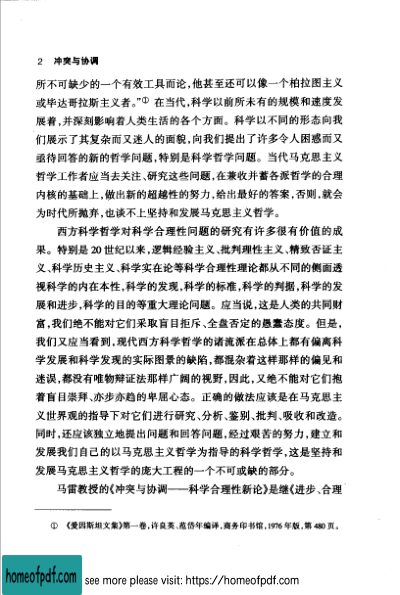 2 冲突与协调
所不可缺少的一个有效工具而论,他甚至还可以像一个柏拉图主义
或毕达哥拉斯主义者。”① 在当代,科学以前所未有的规模和速度发
展着,并深刻影响着人类生活的各个方面。科学以不同的形态向我
们展示了其复杂而又迷人的面貌,向我们提出了许多令人困惑而又
亟待回答的新的哲学问题,特别是科学哲学问题。当代马克思主义
哲学工作者应当去关注、研究这些问题,在兼收并蓄各派哲学的合理
内核的基础上,做出新的超越性的努力,给出最好的答案,否则,就会
为时代所抛弃,也谈不上坚持和发展马克思主义哲学。
西方科学哲学对科学合理性问题的研究有许多很有价值的成
果。特别是 20 世纪以来,逻辑经验主义、批判理性主义、精致否证主
义、科学历史主义、科学实在论等科学合理性理论都从不同的侧面透
视科学的内在本性,科学的发现,科学的标准,科学的判据,科学的发
展和进步,科学的目的等重大理论问题。应当说,这是人类的共同财
富,我们绝不能对它们采取盲目拒斥、全盘否定的愚蠢态度。但是,
我们又应当看到,现代西方科学哲学的诸流派在总体上都有偏离科
学发展和科学发现的实际图景的缺陷,都混杂着这样那样的偏见和
迷误,都没有唯物辩证法那样广阔的视野,因此,又绝不能对它们抱
着盲目崇拜、亦步亦趋的卑屈心态。正确的做法应该是在马克思主
义世界观的指导下对它们进行研究、分析、鉴别、批判、吸收和改造。
同时,还应该独立地提出问题和回答问题,经过艰苦的努力,建立和
发展我们自己的以马克思主义哲学为指导的科学哲学,这是坚持和
发展马克思主义哲学的庞大工程的一个不可或缺的部分。
马雷教授的《冲突与协调——科学合理性新论》是继《进步、合理
① 《爱因斯坦文集》第一卷,许良英、范岱年编译,商务印书馆,1976 年版,第 480 页。
homeofpdf.com
see more please visit: https://homeofpdf.com